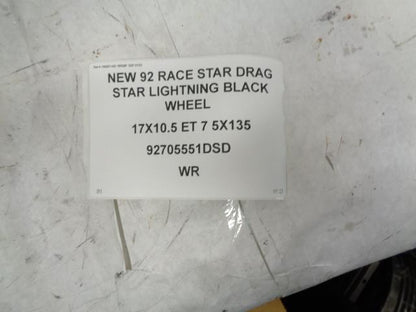 NEW 92 RACE STAR DRAG
STAR LIGHTNING BLACK
WHEEL
17X10.5 ET 7 5X135
92705551DSD
WR